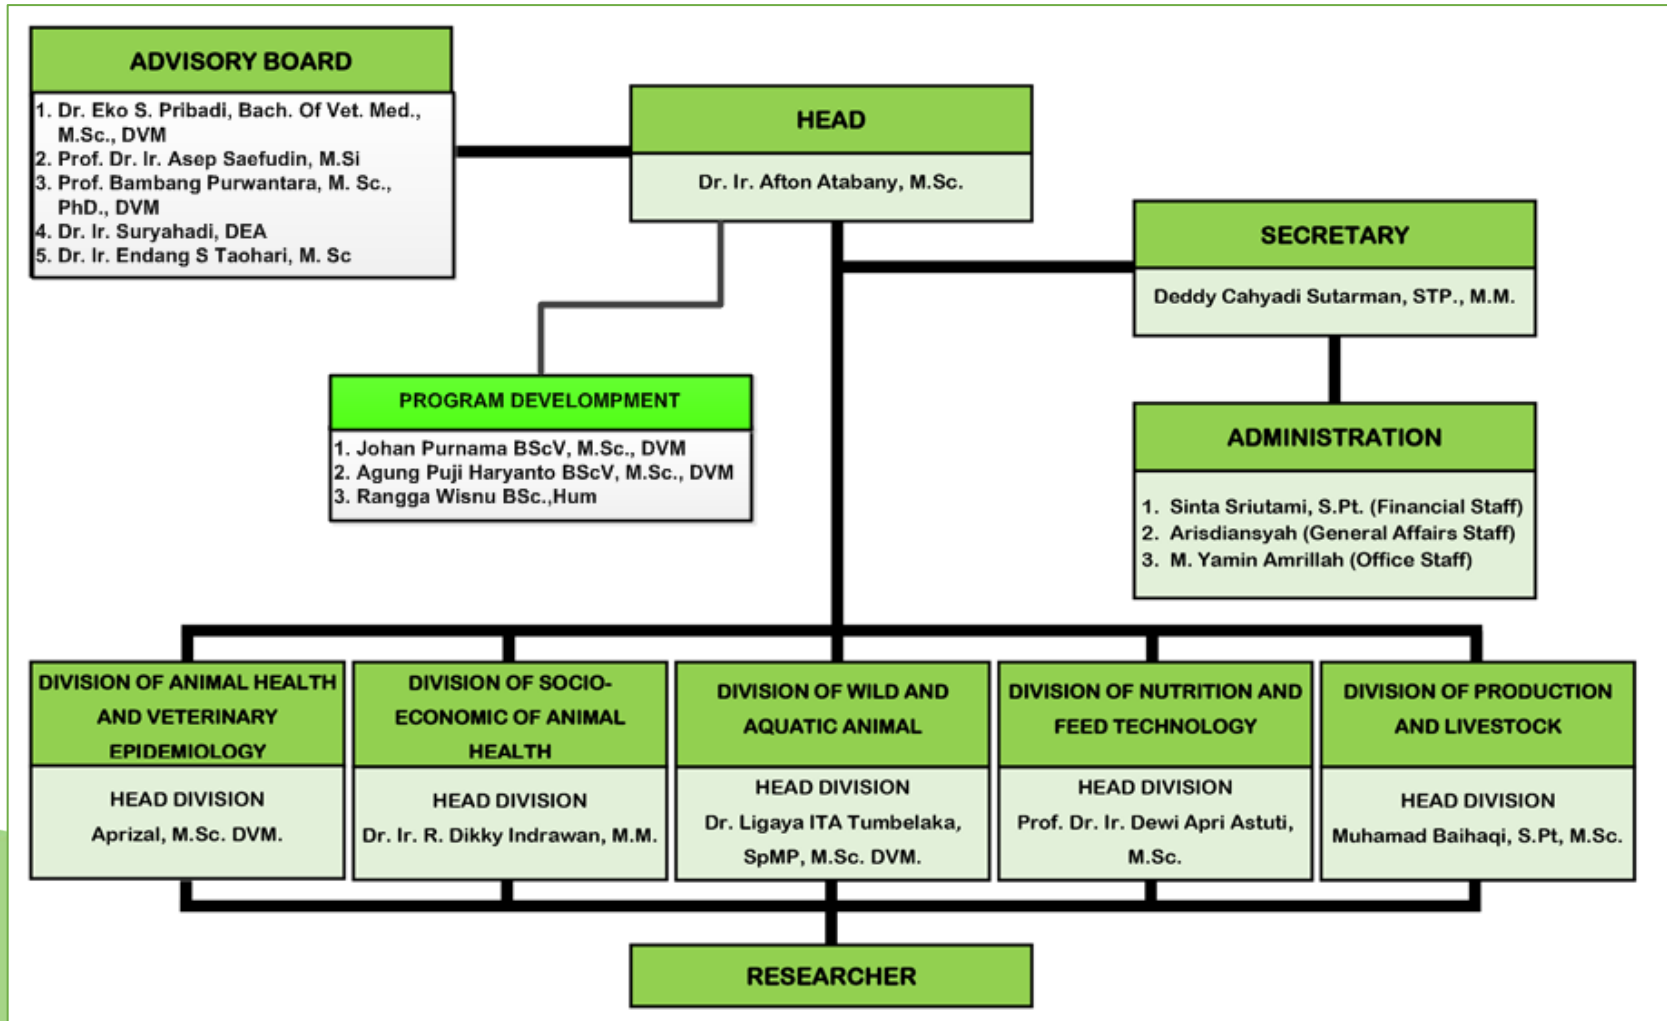 ADVISORY BOARD
1. Dr. Eko S. Pribadi, Bach. Of Vet. Med.,
M.Sc., DVM
2. Prof. Dr. Ir. Asep Saefudin, M.Si
3. Prof. Bambang Purwantara, M. Sc.,
PhD., DVM
4. Dr. Ir. Suryahadi, DEA
5. Dr. Ir. Endang S Taohari, M. Sc
HEAD
Dr. Ir. Afton Atabany, M.Sc.
SECRETARY
Deddy Cahyadi Sutarman, STP., M.M.
PROGRAM DEVELOMPMENT
1. Johan Purnama BScV, M.Sc., DVM
2. Agung Puji Haryanto BScV, M.Sc., DVM
3. Rangga Wisnu BSc.,Hum
ADMINISTRATION
1. Sinta Sriutami, S.Pt. (Financial Staff)
2. Arisdiansyah (General Affairs Staff)
3. M. Yamin Amrillah (Office Staff)
DIVISION OF ANIMAL HEALTH
AND VETERINARY
EPIDEMIOLOGY
HEAD DIVISION
Aprizal, M.Sc. DVM.
DIVISION OF SOCIO-
ECONOMIC OF ANIMAL
HEALTH
HEAD DIVISION
Dr. Ir. R. Dikky Indrawan, M.M.
DIVISION OF WILD AND
AQUATIC ANIMAL
HEAD DIVISION
Dr. Ligaya ITA Tumbelaka,
SpMP, M.Sc. DVM.
DIVISION OF NUTRITION AND
FEED TECHNOLOGY
HEAD DIVISION
Prof. Dr. Ir. Dewi Apri Astuti,
M.Sc.
DIVISION OF PRODUCTION
AND LIVESTOCK
HEAD DIVISION
Muhamad Baihaqi, S.Pt, M.Sc.
RESEARCHER